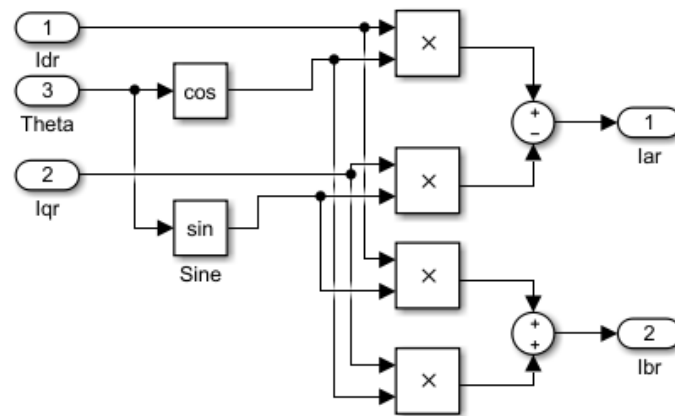 1
Idr
3
Theta
cos
2
Iqr
sin
Sine
×
×
×
×
+
−
1
Iar
+
+
2
Ibr